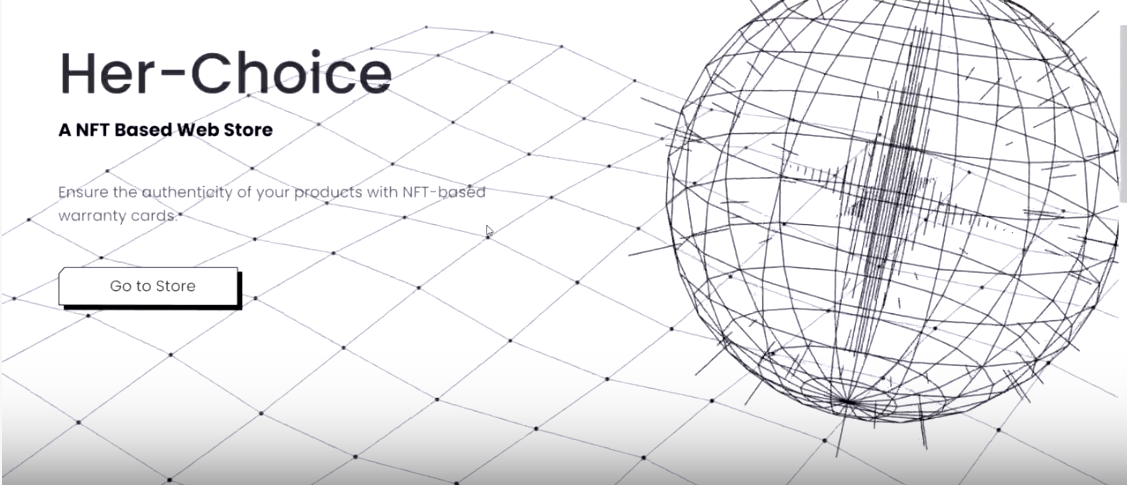 Her-Choice
A NFT Based Web Store
Ensure the authenticity of your products with NFT-based
warranty cards.
Go to Store